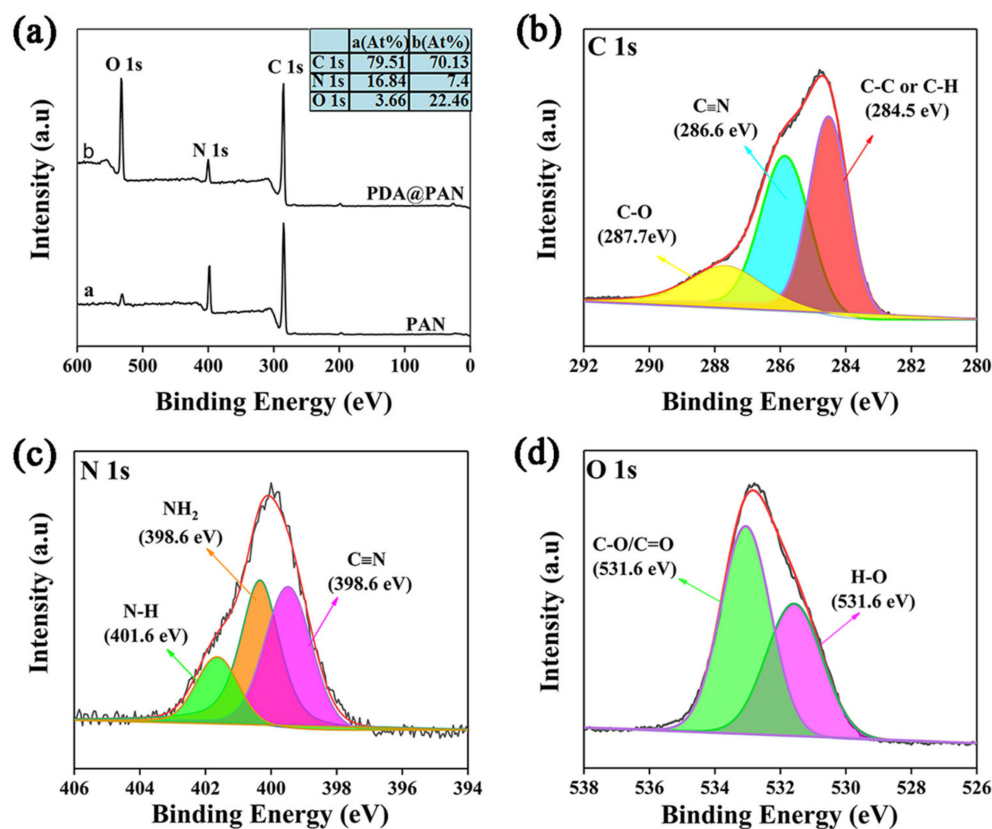 (a)
a(At%) b(At%)
C 1s 79.51 70.13
N 1s 16.84 7.4
O 1s 3.66 22.46
O 1s
C 1s
N 1s
b
PDA@PAN
a
PAN
600 500 400 300 200 100 0
Binding Energy (eV)
Intensity (a.u)
(b)
C 1s
C-C or C-H
(284.5 eV)
C≡N
(286.6 eV)
C-O
(287.7eV)
292 290 288 286 284 282 280
Binding Energy (eV)
Intensity (a.u)
(c)
N 1s
NH₂
(398.6 eV)
C≡N
(398.6 eV)
N-H
(401.6 eV)
406 404 402 400 398 396 394
Binding Energy (eV)
Intensity (a.u)
(d)
O 1s
C-O/C=O
(531.6 eV)
H-O
(531.6 eV)
538 536 534 532 530 528 526
Binding Energy (eV)
Intensity (a.u)